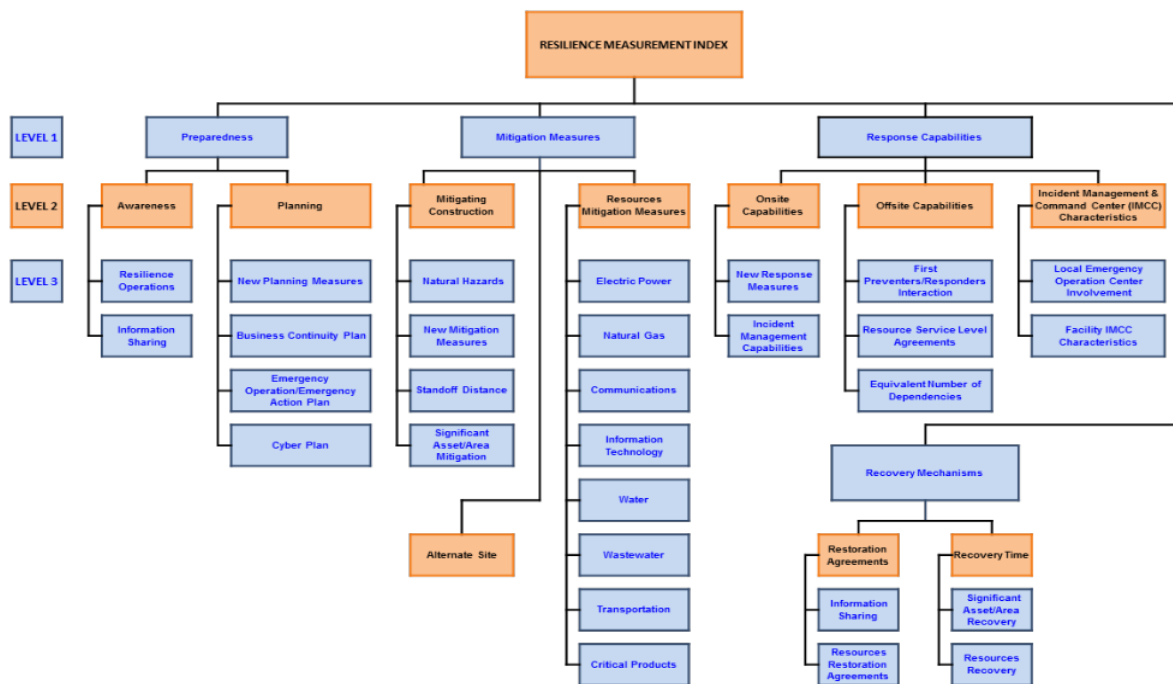 RESILIENCE MEASUREMENT INDEX
LEVEL 1
Preparedness
Mitigation Measures
Response Capabilities
LEVEL 2
Awareness
Planning
Mitigating
Construction
Resources
Mitigation Measures
Onsite
Capabilities
Offsite Capabilities
Incident Management &
Command Center (IMCC)
Characteristics
LEVEL 3
Resilience
Operations
New Planning Measures
Natural Hazards
Electric Power
New Response
Measures
First
Preventers/Responders
Interaction
Local Emergency
Operation Center
Involvement
Information
Sharing
Business Continuity Plan
New Mitigation
Measures
Natural Gas
Incident
Management
Capabilities
Resource Service Level
Agreements
Facility IMCC
Characteristics
Emergency
Operation/Emergency
Action Plan
Standoff Distance
Communications
Equivalent Number of
Dependencies
Cyber Plan
Significant
Asset/Area
Mitigation
Information
Technology
Recovery Mechanisms
Water
Alternate Site
Wastewater
Restoration
Agreements
Recovery Time
Transportation
Information
Sharing
Significant
Asset/Area
Recovery
Critical Products
Resources
Restoration
Agreements
Resources
Recovery